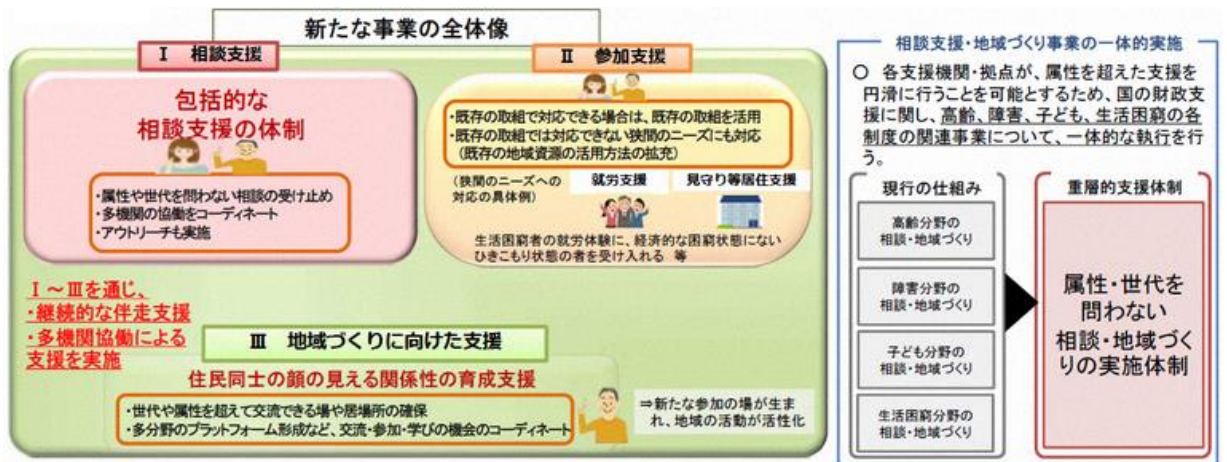 新たな事業の全体像
Ⅰ 相談支援
包括的な
相談支援の体制
・属性や世代を問わない相談の受け止め
・多機関の協働をコーディネート
・アウトリーチも実施
Ⅱ 参加支援
・既存の取組で対応できる場合は、既存の取組を活用
・既存の取組では対応できない狭間のニーズにも対応
(既存の地域資源の活用方法の拡充)
(狭間のニーズへの
対応の具体例)
就労支援
見守り等居住支援
生活困窮者の就労体験に、経済的な困窮状態にない
ひきこもり状態の者を受け入れる 等
Ⅰ～Ⅲを通じ、
・継続的な伴走支援
・多機関協働による
支援を実施
Ⅲ 地域づくりに向けた支援
住民同士の顔の見える関係性の育成支援
・世代や属性を超えて交流できる場や居場所の確保
・多分野のプラットフォーム形成など、交流・参加・学びの機会のコーディネート
⇒新たな参加の場が生ま
れ、地域の活動が活性化
相談支援・地域づくり事業の一体的実施
○ 各支援機関・拠点が、属性を超えた支援を
円滑に行うことを可能とするため、国の財政支
援に関し、高齢、障害、子ども、生活困窮の各
制度の関連事業について、一体的な執行を行
う。
現行の仕組み
高齢分野の
相談・地域づくり
障害分野の
相談・地域づくり
子ども分野の
相談・地域づくり
生活困窮分野の
相談・地域づくり
重層的支援体制
属性・世代を
問わない
相談・地域づく
りの実施体制